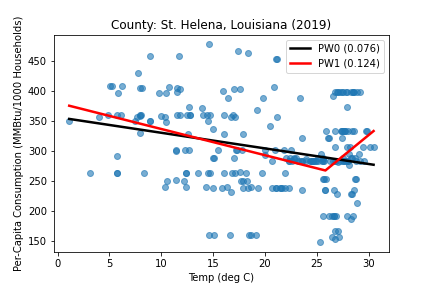 County: St. Helena, Louisiana (2019)
PW0 (0.076)
PW1 (0.124)
Per-Capita Consumption (MMBtu/1000 Households)
450
400
350
300
250
200
150
0 5 10 15 20 25 30
Temp (deg C)